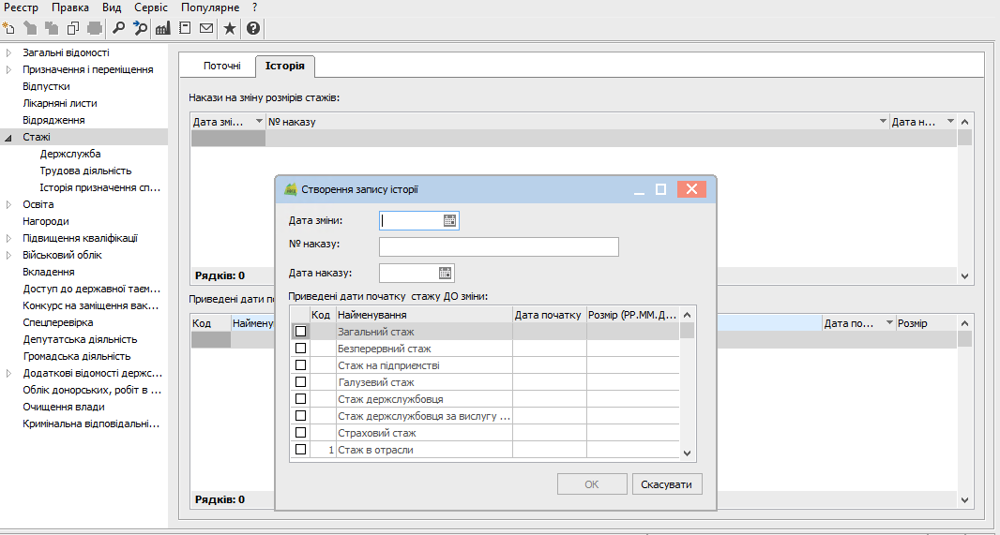 Реєстр Правка Вид Сервіс Популярне ?
Загальні відомості
Призначення і переміщення
Відпустки
Лікарняні листи
Відрядження
Стажі
Держслужба
Трудова діяльність
Історія призначення сп...
Освіта
Нагороди
Підвищення кваліфікації
Військовий облік
Вкладення
Доступ до державної таєм...
Конкурс на заміщення вак...
Спецперевірка
Депутатська діяльність
Громадська діяльність
Додаткові відомості держс...
Облік донорських, робіт в ...
Очищення влади
Кримінальна відповідальні...
Поточні Історія
Накази на зміну розмірів стажів:
Дата змі... № наказу Дата н...
Рядків: 0
Приведені дати по
Код Наймену Дата по... Розмір
Рядків: 0
Створення запису історії
Дата зміни:
№ наказу:
Дата наказу:
Приведені дати початку стажу ДО зміни:
Код Найменування Дата початку Розмір (РР.ММ.Д...
Загальний стаж
Безперервний стаж
Стаж на підприємстві
Галузевий стаж
Стаж держслужбовця
Стаж держслужбовця за вислугу ...
Страховий стаж
1 Стаж в отрасли
ОК Скасувати